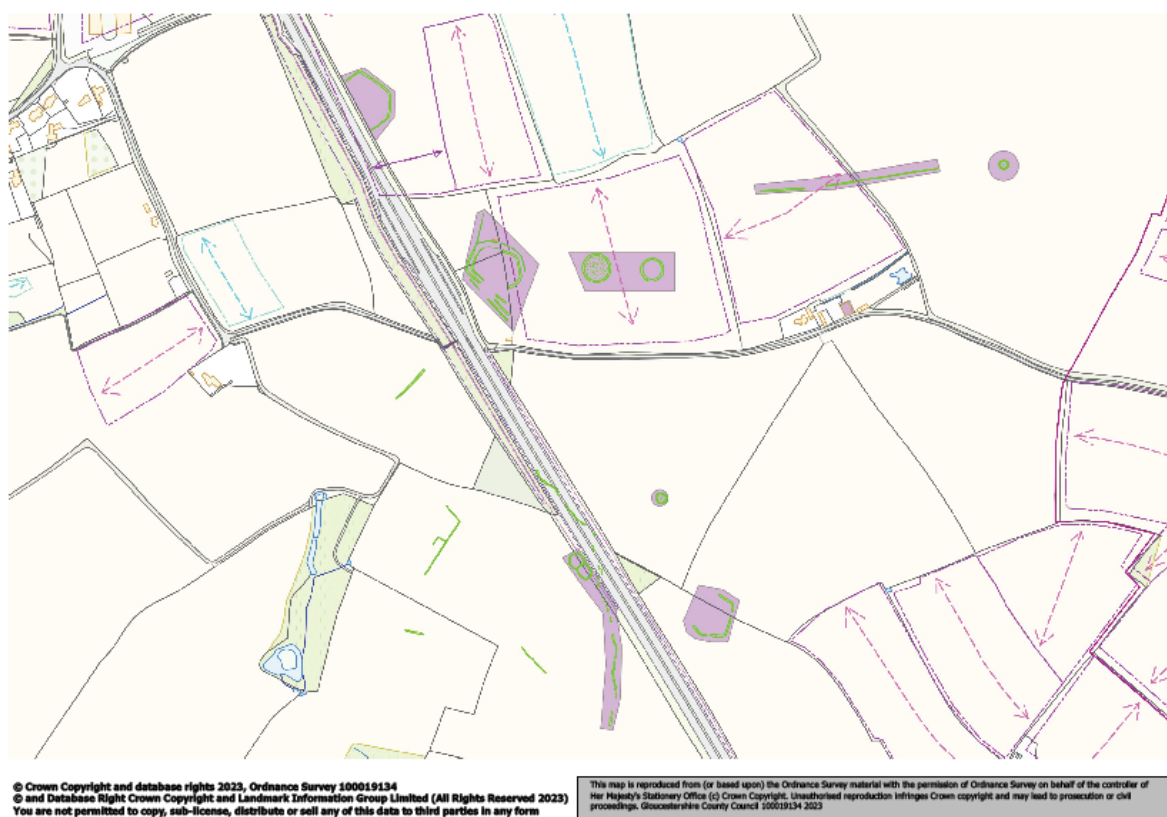 © Crown Copyright and database rights 2023, Ordnance Survey 100019134
© and Database Right Crown Copyright and Landmark Information Group Limited (All Rights Reserved 2023)
You are not permitted to copy, sub-license, distribute or sell any of this data to third parties in any form
This map is reproduced from (or based upon) the Ordnance Survey material with the permission of Ordnance Survey on behalf of the controller of
Her Majesty's Stationery Office (c) Crown Copyright. Unauthorised reproduction infringes Crown copyright and may lead to prosecution or civil
proceedings. Gloucestershire County Council 100019134 2023